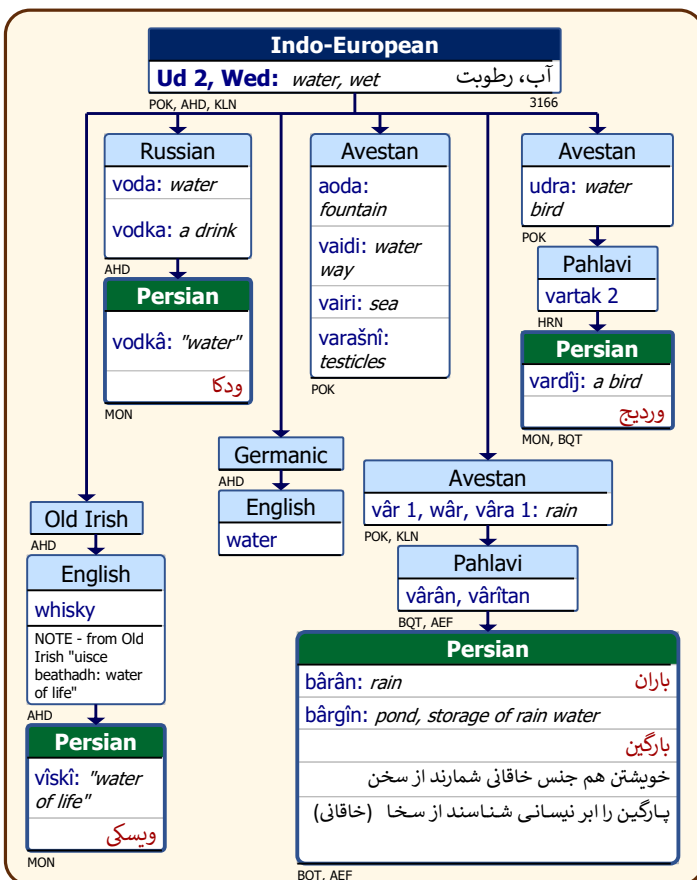 Indo-European
Ud 2, Wed: water, wet آب، رطوبت
POK, AHD, KLN 3166
Russian
voda: water
vodka: a drink
AHD
Persian
vodkâ: "water"
ودکا
MON
Avestan
aoda:
fountain
vaidi: water
way
vairi: sea
varašnî:
testicles
POK
Avestan
udra: water
bird
POK
Pahlavi
vartak 2
HRN
Persian
vardîj: a bird
وردیج
MON, BQT
Germanic
AHD
English
water
Avestan
vâr 1, wâr, vâra 1: rain
POK, KLN
Pahlavi
vârân, vârîtan
BQT, AEF
Persian
bârân: rain باران
bârgîn: pond, storage of rain water
بارگین
خویشتن هم جنس خاقانی شمارند از سخن
پارگین را ابر نیسانی شناسند از سخا (خاقانی)
BQT, AEF
Old Irish
AHD
English
whisky
NOTE - from Old
Irish "uisce
beathadh: water
of life"
AHD
Persian
vîskî: "water
of life"
ویسکی
MON